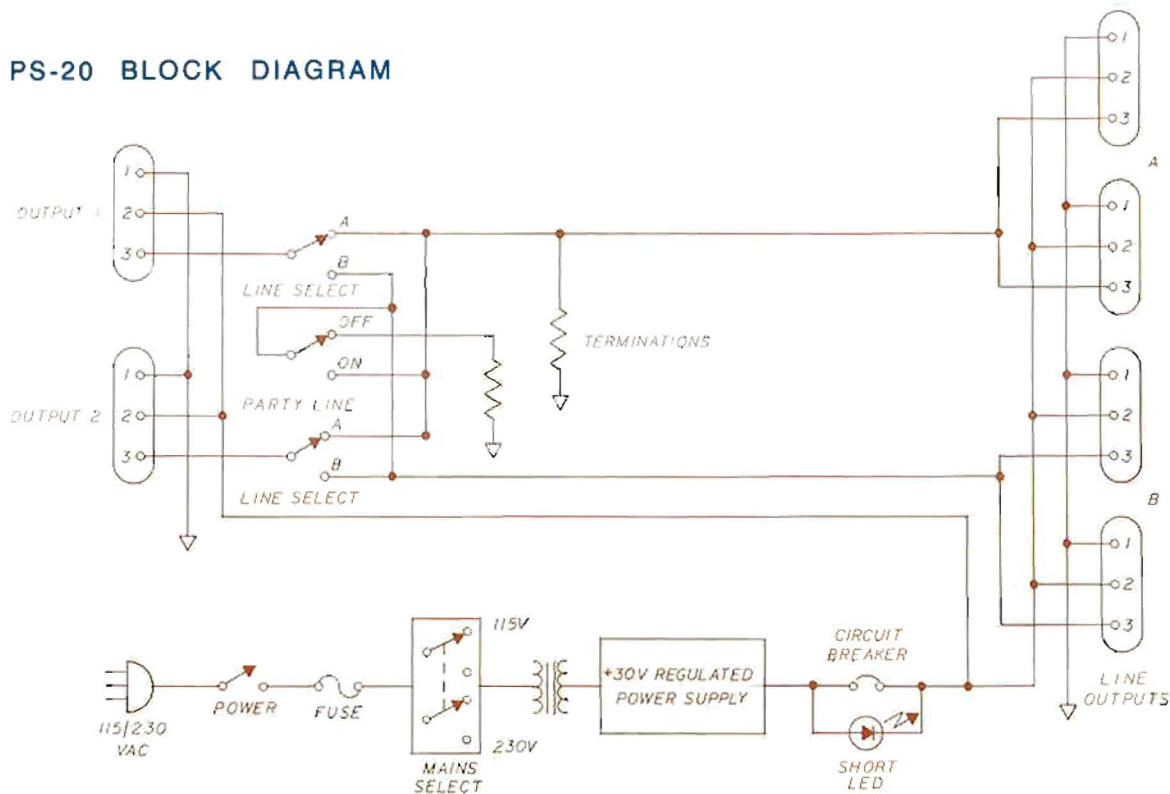 PS-20 BLOCK DIAGRAM
1
2
3
A
1
2
3
OUTPUT 1
1
2
3
A
B
LINE SELECT
OFF
ON
PARTY LINE
TERMINATIONS
OUTPUT 2
1
2
3
A
B
LINE SELECT
1
2
3
B
1
2
3
LINE
OUTPUTS
115/230
VAC
POWER
FUSE
115V
230V
MAINS
SELECT
+30V REGULATED
POWER SUPPLY
CIRCUIT
BREAKER
SHORT
LED